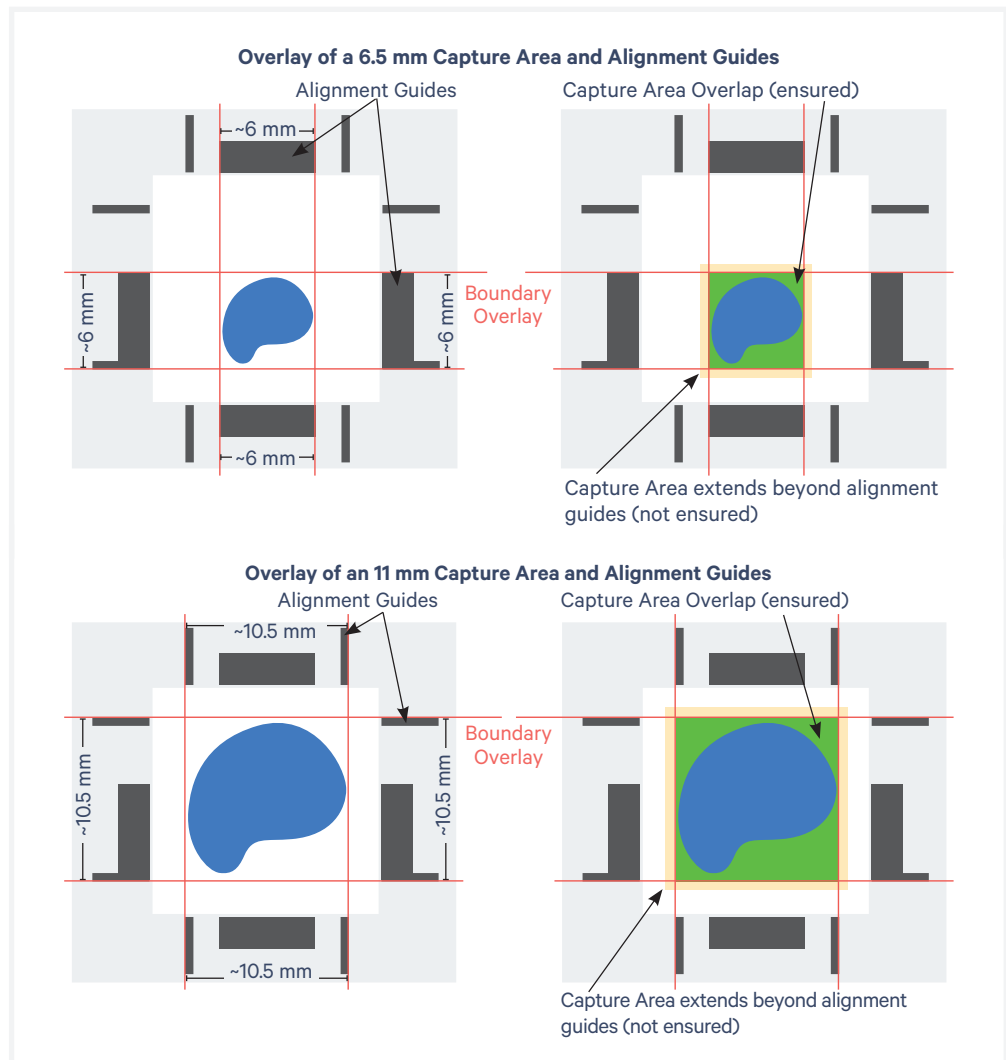 Overlay of a 6.5 mm Capture Area and Alignment Guides
Alignment Guides
Capture Area Overlap (ensured)
~6 mm
~6 mm
~6 mm
~6 mm
~6 mm
Boundary
Overlay
Capture Area extends beyond alignment
guides (not ensured)
Overlay of an 11 mm Capture Area and Alignment Guides
Alignment Guides
Capture Area Overlap (ensured)
~10.5 mm
~10.5 mm
~10.5 mm
~10.5 mm
Boundary
Overlay
Capture Area extends beyond alignment
guides (not ensured)